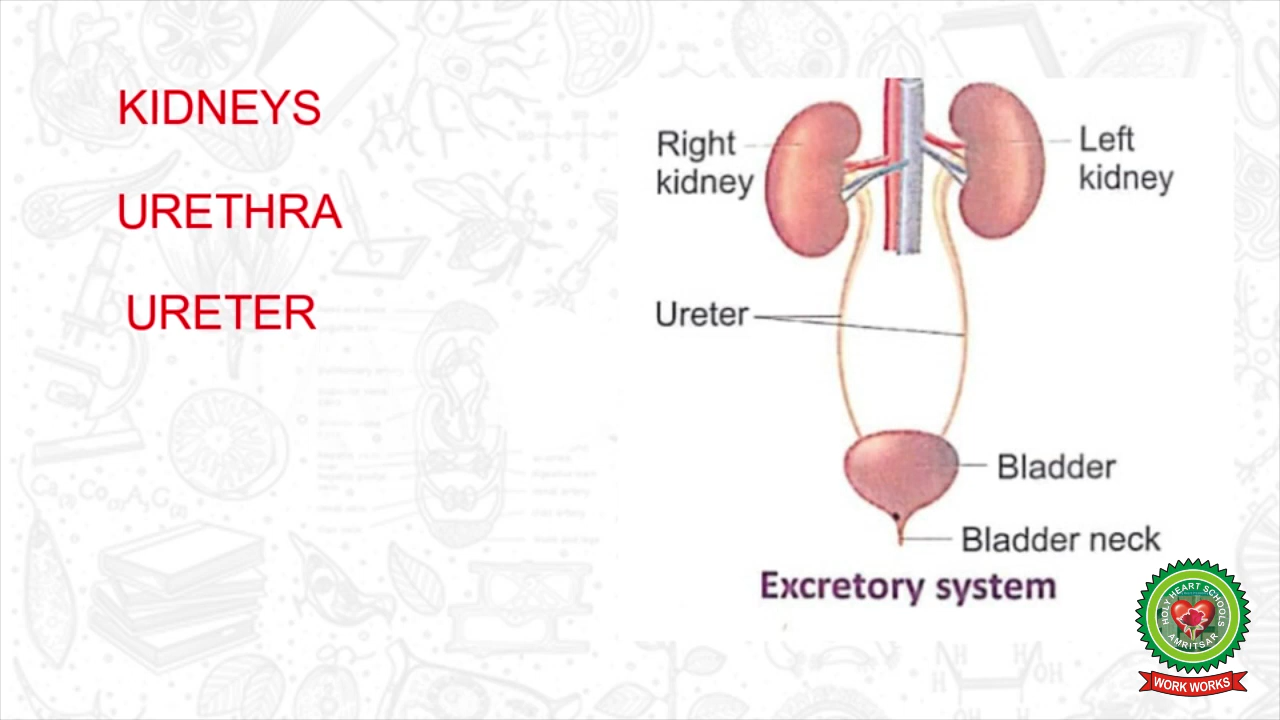 KIDNEYS
URETHRA
URETER
Right
kidney
Left
kidney
Ureter
Bladder
Bladder neck
Excretory system
HOLY HEART SCHOOLS
AMRITSAR
WORK WORKS